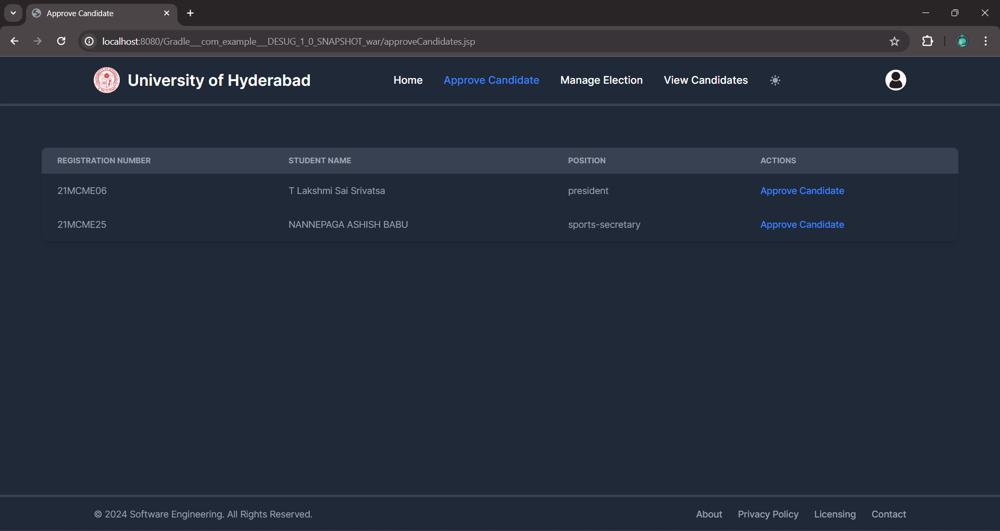 Approve Candidate
localhost:8080/Gradle___com_example___DESUG_1_0_SNAPSHOT_war/approveCandidates.jsp
University of Hyderabad
Home Approve Candidate Manage Election View Candidates
REGISTRATION NUMBER STUDENT NAME POSITION ACTIONS
21MCME06 T Lakshmi Sai Srivatsa president Approve Candidate
21MCME25 NANNEPAGA ASHISH BABU sports-secretary Approve Candidate
© 2024 Software Engineering. All Rights Reserved. About Privacy Policy Licensing Contact